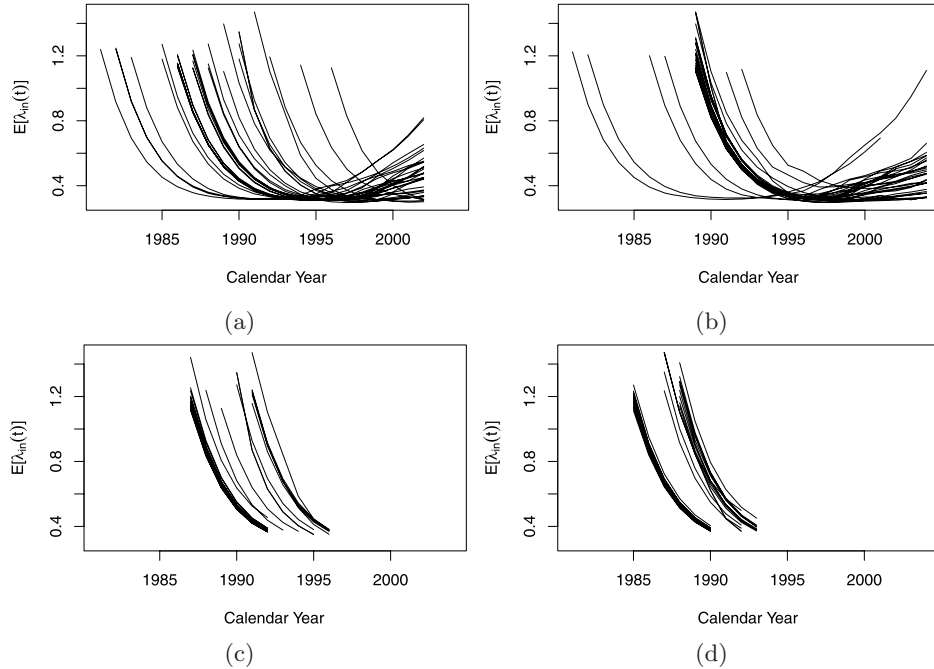 E[λin(t)]
0.4 0.8 1.2
1985 1990 1995 2000
Calendar Year
(a)
E[λin(t)]
0.4 0.8 1.2
1985 1990 1995 2000
Calendar Year
(b)
E[λin(t)]
0.4 0.8 1.2
1985 1990 1995 2000
Calendar Year
(c)
E[λin(t)]
0.4 0.8 1.2
1985 1990 1995 2000
Calendar Year
(d)